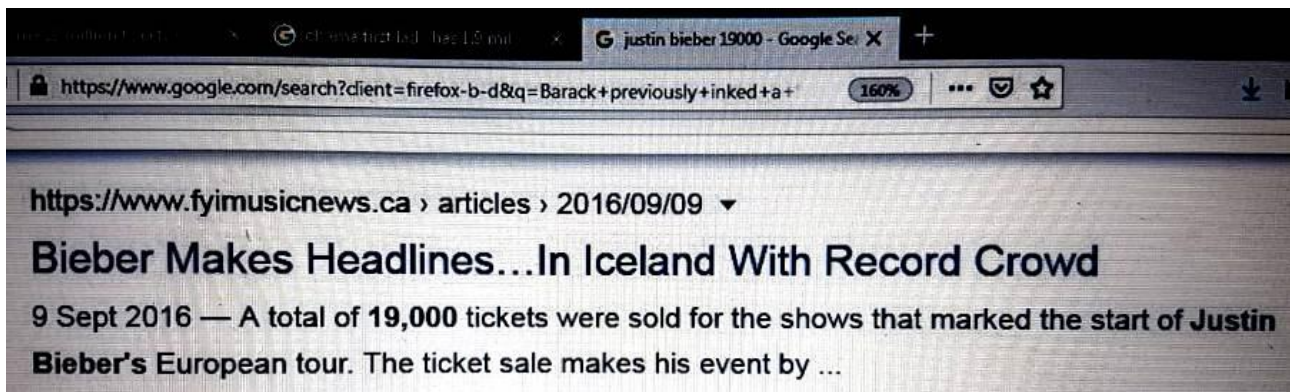 justin bieber 19000 - Google Se
https://www.google.com/search?client=firefox-b-d&q=Barack+previously+inked+a+
160%
https://www.fyimusicnews.ca › articles › 2016/09/09
Bieber Makes Headlines...In Iceland With Record Crowd
9 Sept 2016 — A total of 19,000 tickets were sold for the shows that marked the start of Justin
Bieber's European tour. The ticket sale makes his event by ...